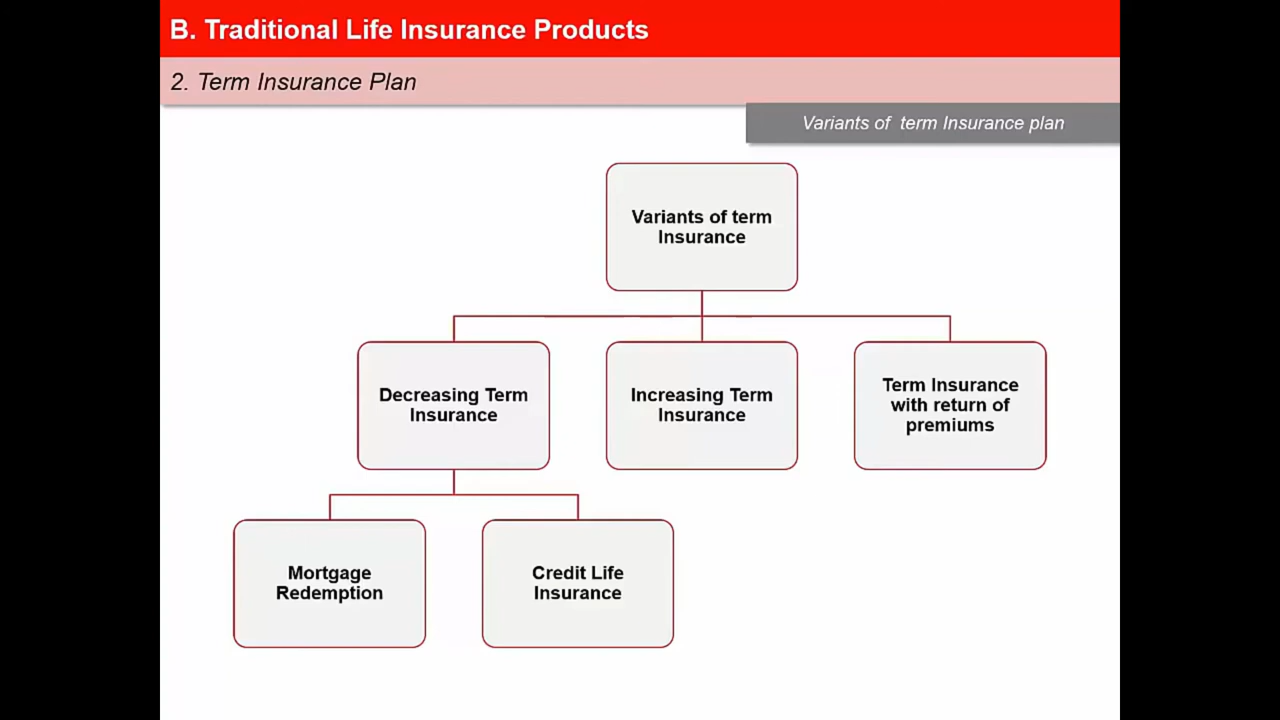 B. Traditional Life Insurance Products
2. Term Insurance Plan
Variants of term Insurance plan
Variants of term
Insurance
Decreasing Term
Insurance
Increasing Term
Insurance
Term Insurance
with return of
premiums
Mortgage
Redemption
Credit Life
Insurance